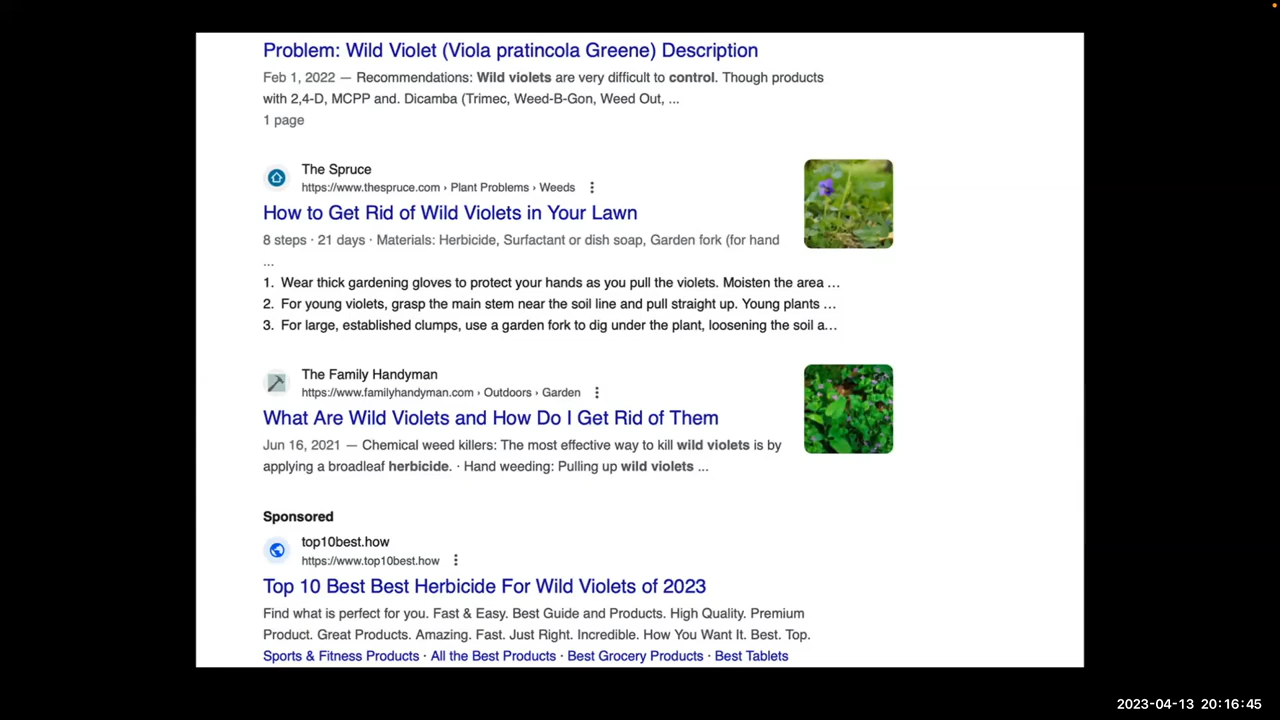 Problem: Wild Violet (Viola pratincola Greene) Description
Feb 1, 2022 — Recommendations: Wild violets are very difficult to control. Though products
with 2,4-D, MCPP and. Dicamba (Trimec, Weed-B-Gon, Weed Out, ...
1 page
The Spruce
https://www.thespruce.com › Plant Problems › Weeds
How to Get Rid of Wild Violets in Your Lawn
8 steps · 21 days · Materials: Herbicide, Surfactant or dish soap, Garden fork (for hand
...
1. Wear thick gardening gloves to protect your hands as you pull the violets. Moisten the area ...
2. For young violets, grasp the main stem near the soil line and pull straight up. Young plants ...
3. For large, established clumps, use a garden fork to dig under the plant, loosening the soil a...
The Family Handyman
https://www.familyhandyman.com › Outdoors › Garden
What Are Wild Violets and How Do I Get Rid of Them
Jun 16, 2021 — Chemical weed killers: The most effective way to kill wild violets is by
applying a broadleaf herbicide. · Hand weeding: Pulling up wild violets ...
Sponsored
top10best.how
https://www.top10best.how
Top 10 Best Best Herbicide For Wild Violets of 2023
Find what is perfect for you. Fast & Easy. Best Guide and Products. High Quality. Premium
Product. Great Products. Amazing. Fast. Just Right. Incredible. How You Want It. Best. Top.
Sports & Fitness Products · All the Best Products · Best Grocery Products · Best Tablets
2023-04-13 20:16:45